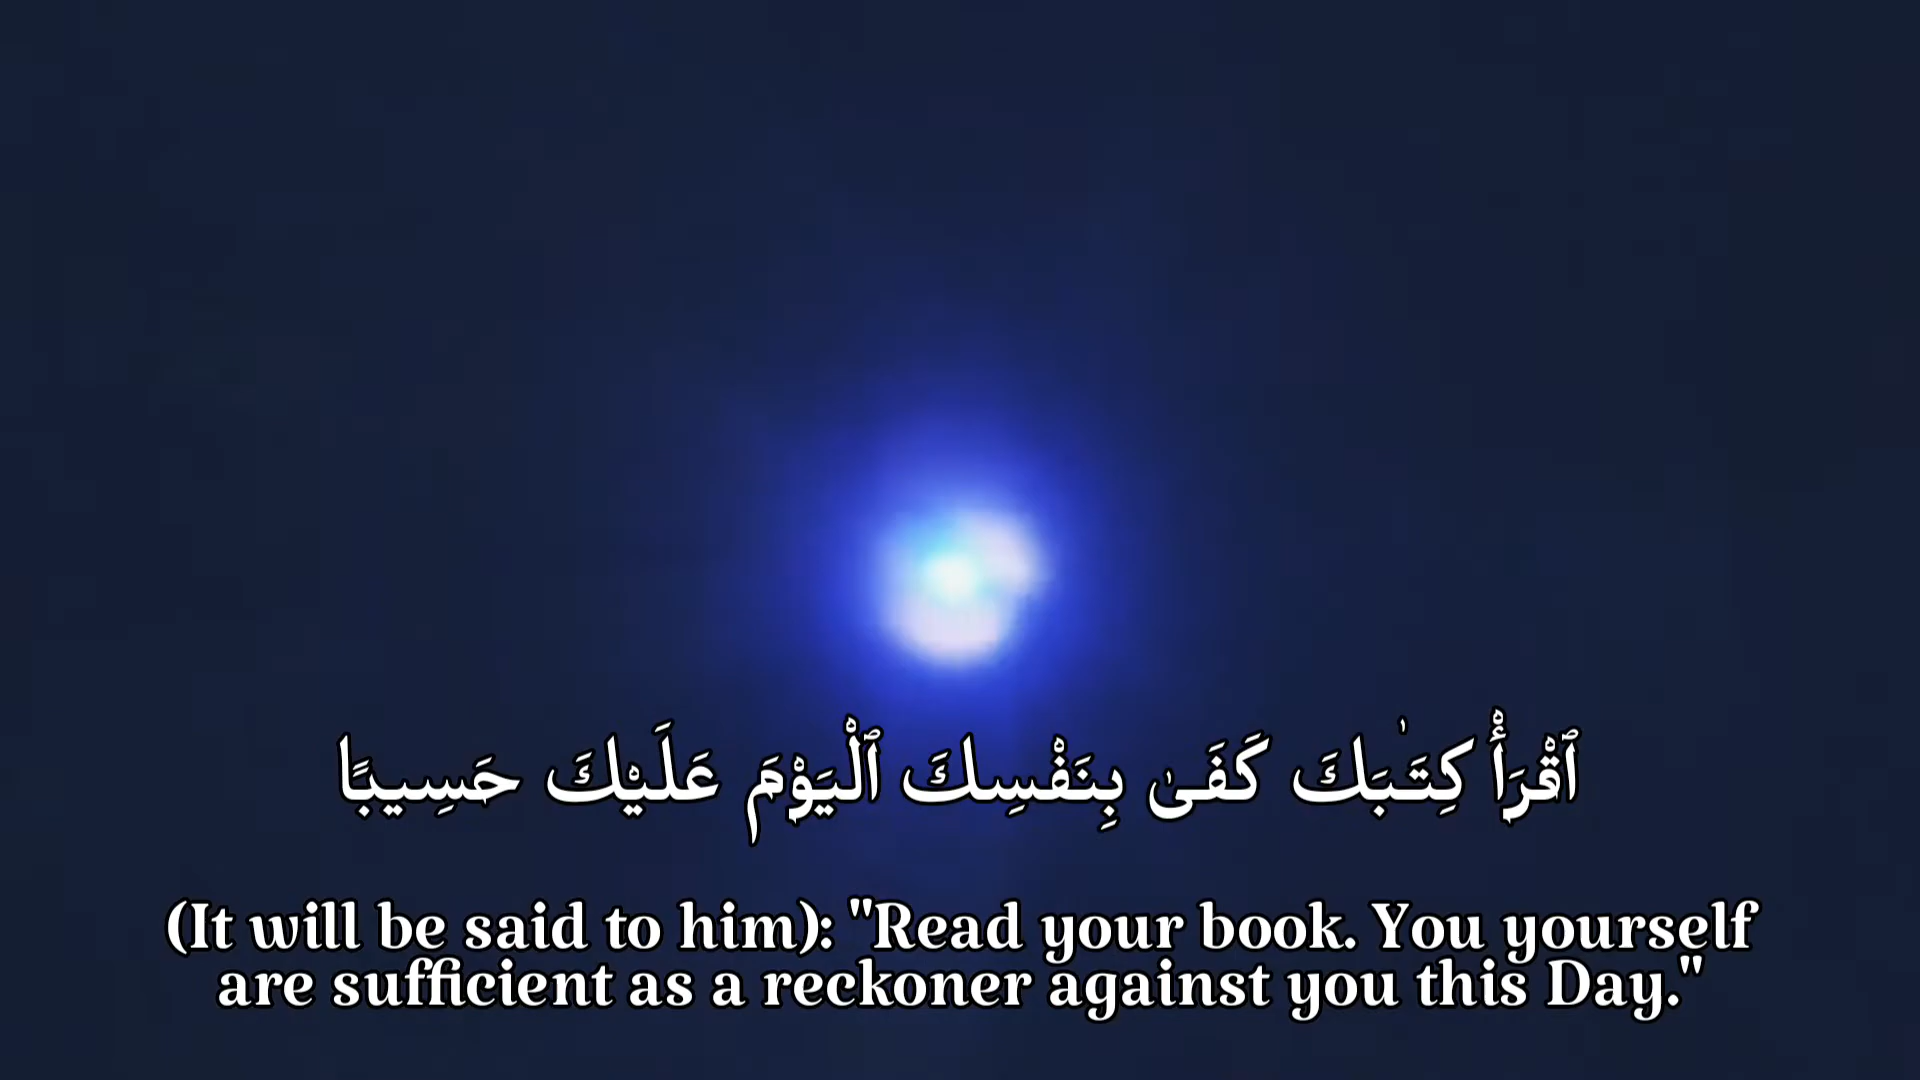 ٱقْرَأْ كِتَـٰبَكَ كَفَىٰ بِنَفْسِكَ ٱلْيَوْمَ عَلَيْكَ حَسِيبًا
(It will be said to him): "Read your book. You yourself
are sufficient as a reckoner against you this Day."